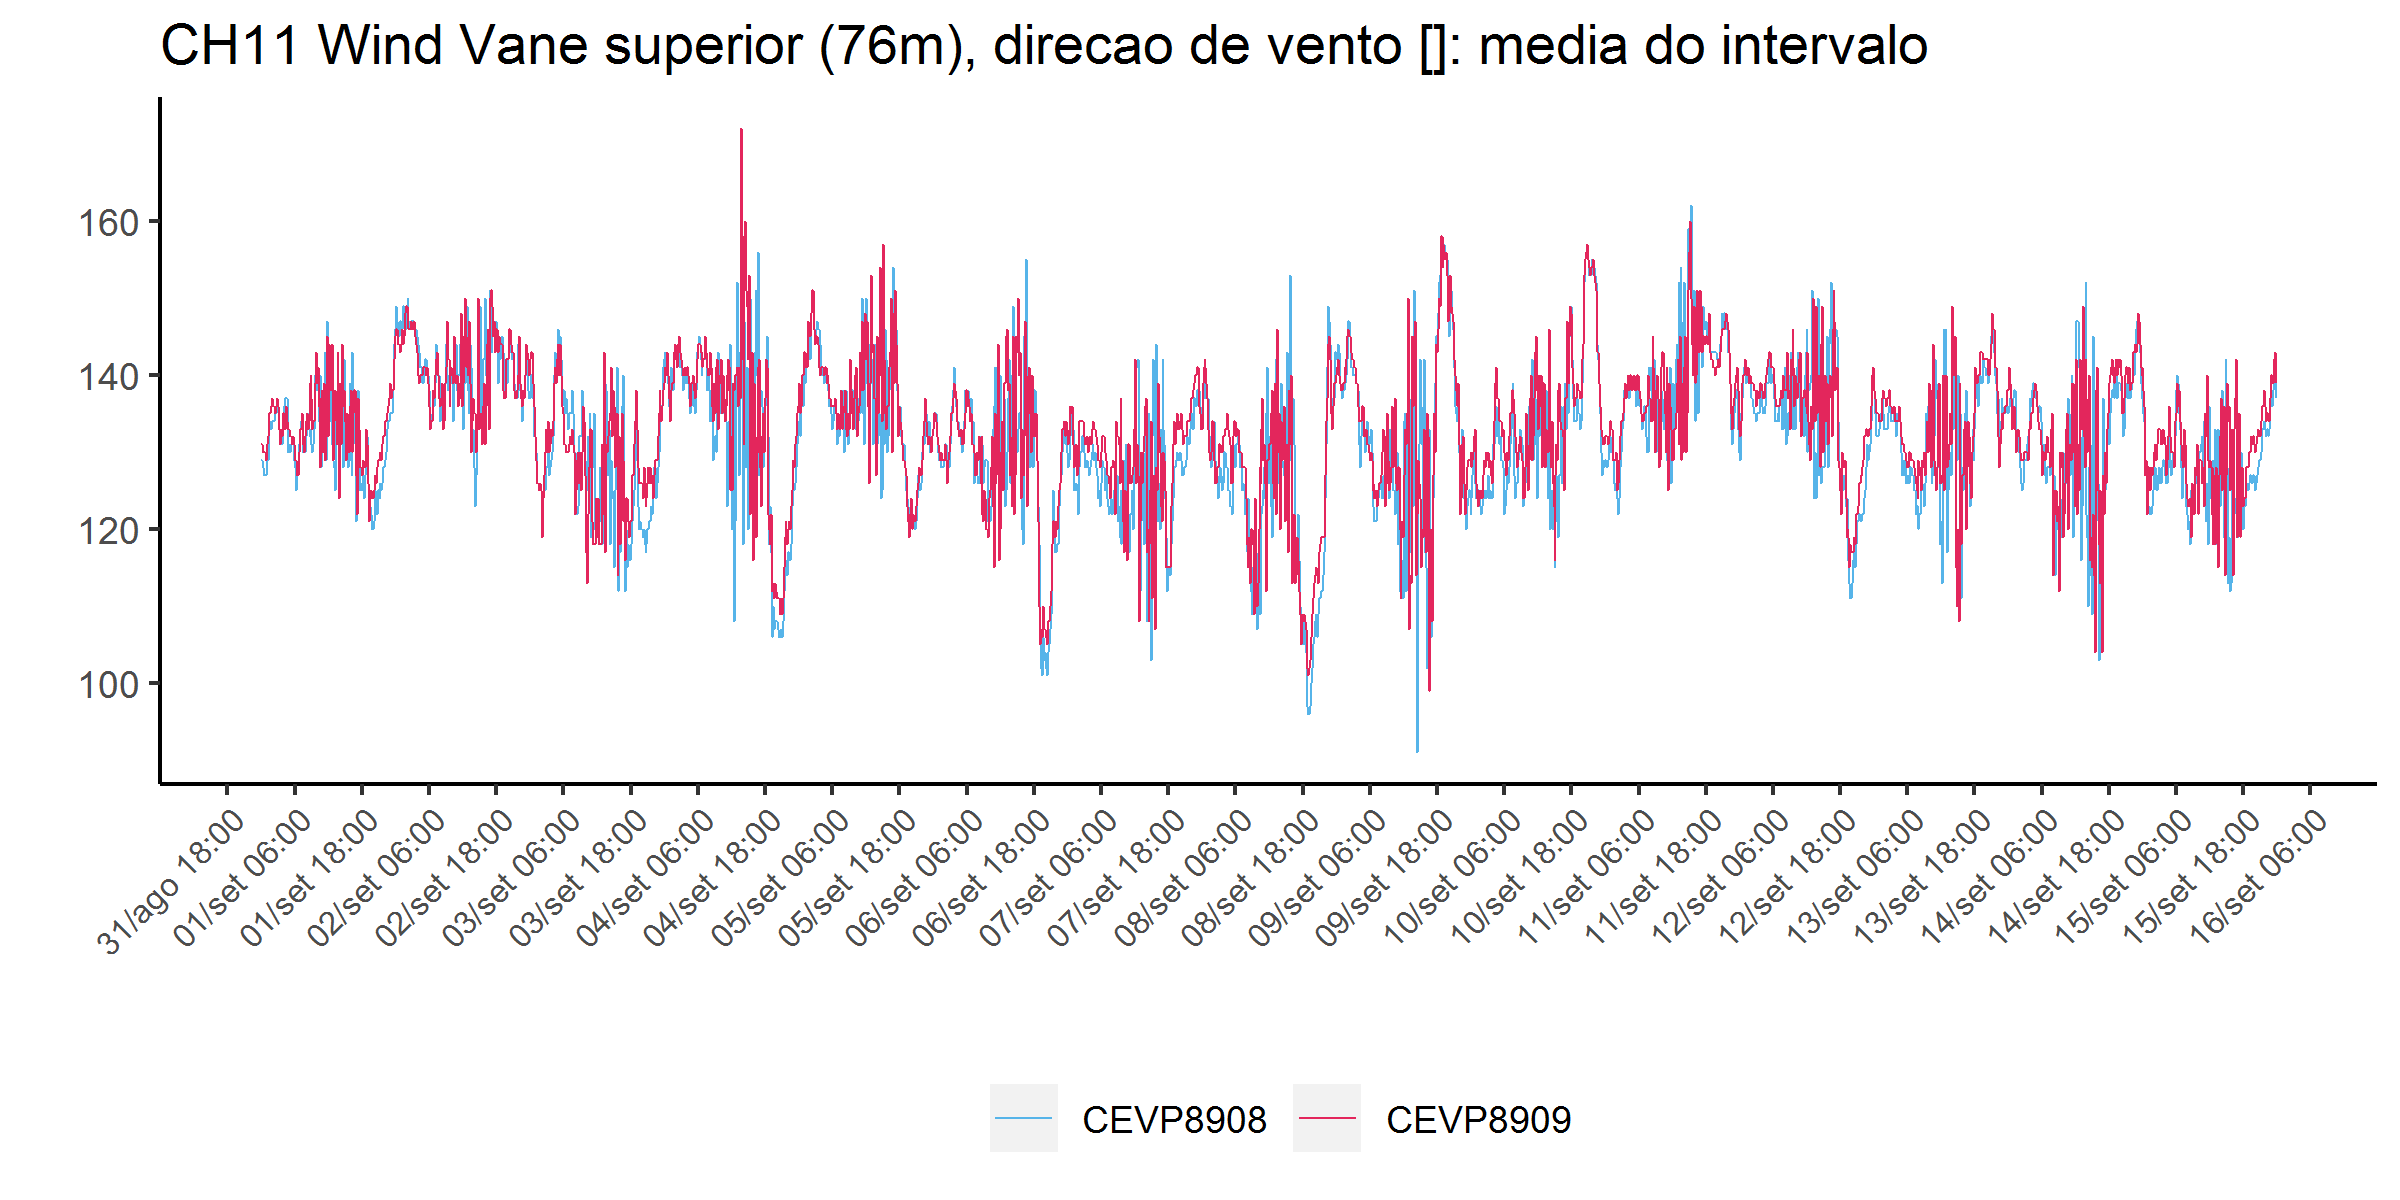 CH11 Wind Vane superior (76m), direcao de vento []: media do intervalo
160
140
120
100
31/ago 18:00
01/set 06:00
01/set 18:00
02/set 06:00
02/set 18:00
03/set 06:00
03/set 18:00
04/set 06:00
04/set 18:00
05/set 06:00
05/set 18:00
06/set 06:00
06/set 18:00
07/set 06:00
07/set 18:00
08/set 06:00
08/set 18:00
09/set 06:00
09/set 18:00
10/set 06:00
10/set 18:00
11/set 06:00
11/set 18:00
12/set 06:00
12/set 18:00
13/set 06:00
13/set 18:00
14/set 06:00
14/set 18:00
15/set 06:00
15/set 18:00
16/set 06:00
CEVP8908 CEVP8909